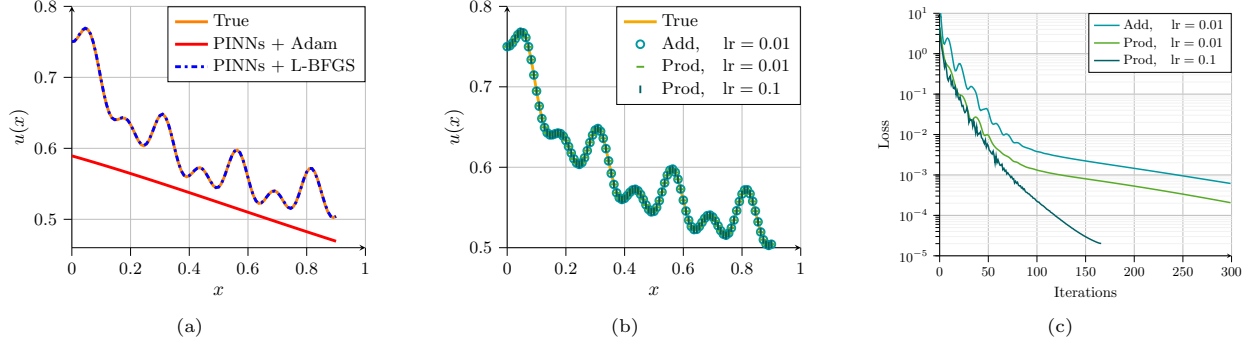 0.8
0.7
0.6
0.5
0
0.2
0.4
0.6
0.8
1
u(x)
x
True
PINNs + Adam
PINNs + L-BFGS
(a)
0.8
0.7
0.6
0.5
0
0.2
0.4
0.6
0.8
1
u(x)
x
True
Add, lr = 0.01
Prod, lr = 0.01
Prod, lr = 0.1
(b)
10^1
10^0
10^−1
10^−2
10^−3
10^−4
10^−5
0
50
100
150
200
250
300
Loss
Iterations
Add, lr = 0.01
Prod, lr = 0.01
Prod, lr = 0.1
(c)